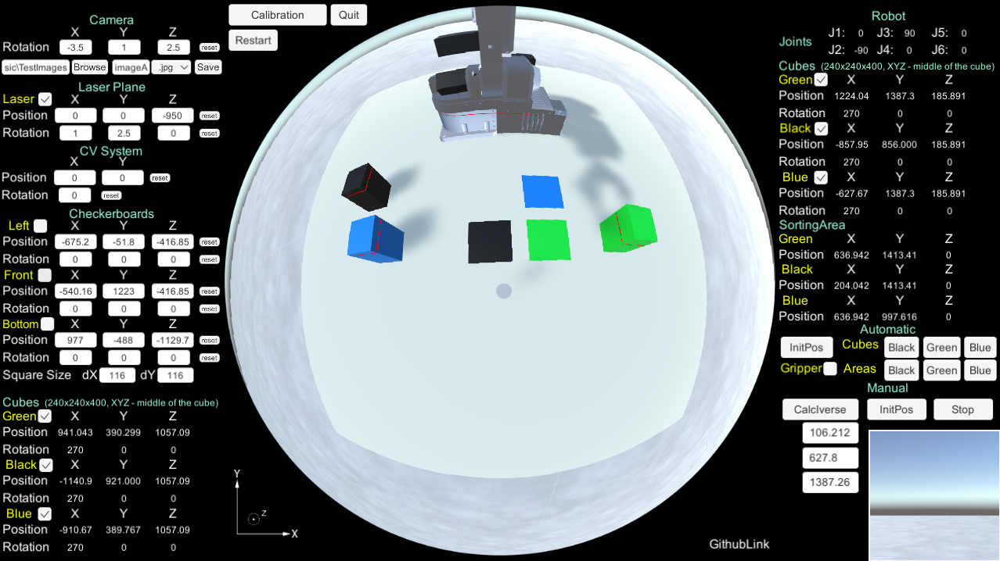 Camera
X Y Z
Rotation -3.5 1 2.5 reset
sic\TestImages Browse imageA .jpg Save
Laser Plane
Laser X Y Z
Position 0 0 -950 reset
Rotation 1 2.5 0 reset
CV System
X Y
Position 0 0 reset
Rotation 0 reset
Checkerboards
Left X Y Z
Position -675.2 -51.8 -416.85 reset
Rotation 0 0 0 reset
Front X Y Z
Position -540.16 1223 -416.85 reset
Rotation 0 0 0 reset
Bottom X Y Z
Position 977 -488 -1129.7 reset
Rotation 0 0 0 reset
Square Size dX 116 dY 116
Cubes (240x240x400, XYZ - middle of the cube)
Green X Y Z
Position 941.043 390.299 1057.09
Rotation 270 0 0
Black X Y Z
Position -1140.9 921.000 1057.09
Rotation 270 0 0
Blue X Y Z
Position -910.67 389.767 1057.09
Rotation 270 0 0
Calibration Quit
Restart
Y
Z
X
GithubLink
Robot
Joints J1: 0 J3: 90 J5: 0
J2: -90 J4: 0 J6: 0
Cubes (240x240x400, XYZ - middle of the cube)
Green X Y Z
Position 1224.04 1387.3 185.891
Rotation 270 0 0
Black X Y Z
Position -857.95 856.000 185.891
Rotation 270 0 0
Blue X Y Z
Position -627.67 1387.3 185.891
Rotation 270 0 0
SortingArea
Green X Y Z
Position 636.942 1413.41 0
Black X Y Z
Position 204.042 1413.41 0
Blue X Y Z
Position 636.942 997.616 0
Automatic
InitPos Cubes Black Green Blue
Gripper Areas Black Green Blue
Manual
CalcIverse InitPos Stop
106.212
627.8
1387.26